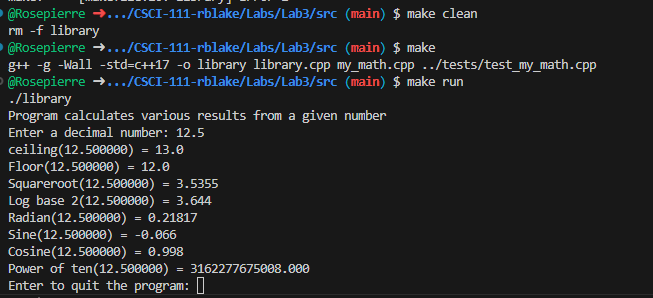 @Rosepierre ➜.../CSCI-111-rblake/Labs/Lab3/src (main) $ make clean
rm -f library
@Rosepierre ➜.../CSCI-111-rblake/Labs/Lab3/src (main) $ make
g++ -g -Wall -std=c++17 -o library library.cpp my_math.cpp ../tests/test_my_math.cpp
@Rosepierre ➜.../CSCI-111-rblake/Labs/Lab3/src (main) $ make run
./library
Program calculates various results from a given number
Enter a decimal number: 12.5
ceiling(12.500000) = 13.0
Floor(12.500000) = 12.0
Squareroot(12.500000) = 3.5355
Log base 2(12.500000) = 3.644
Radian(12.500000) = 0.21817
Sine(12.500000) = -0.066
Cosine(12.500000) = 0.998
Power of ten(12.500000) = 3162277675008.000
Enter to quit the program: